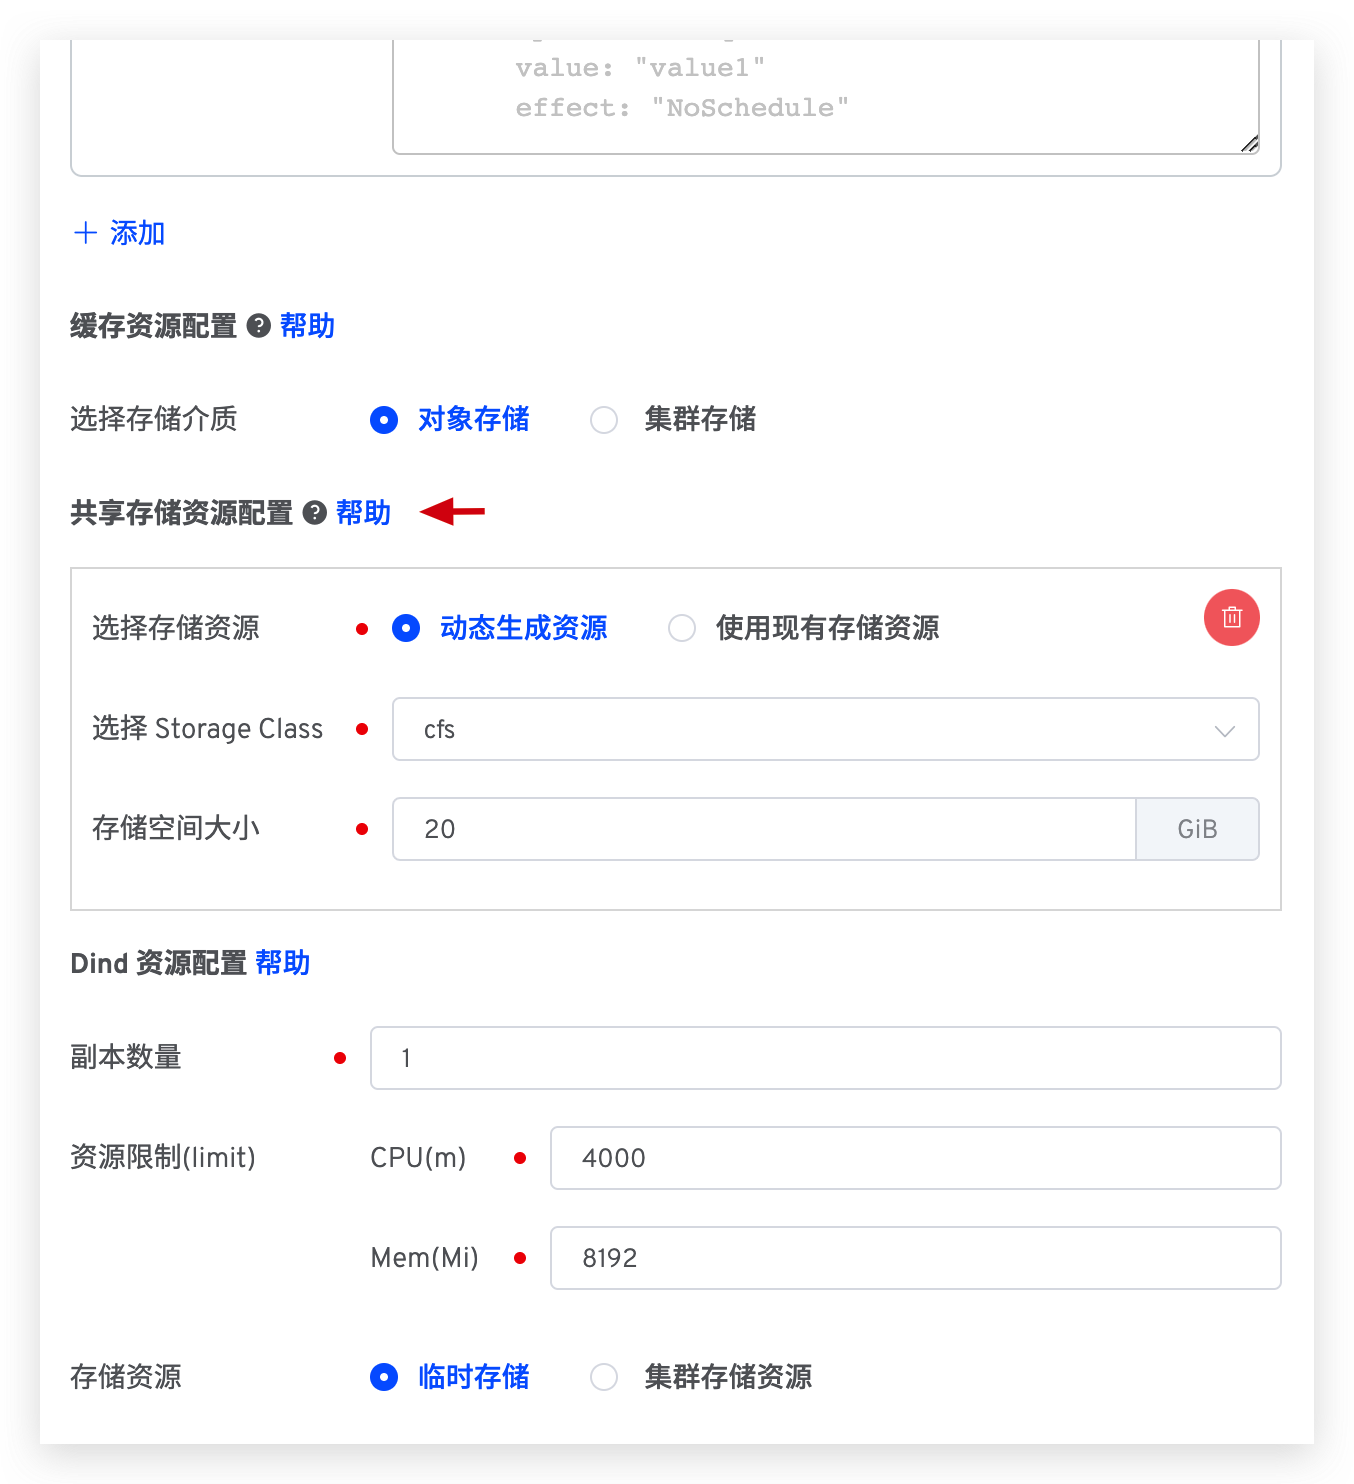 value: "value1"
effect: "NoSchedule"
添加
缓存资源配置 ? 帮助
选择存储介质 对象存储 集群存储
共享存储资源配置 ? 帮助
选择存储资源 动态生成资源 使用现有存储资源
选择 Storage Class cfs
存储空间大小 20 GiB
Dind 资源配置 帮助
副本数量 1
资源限制(limit) CPU(m) 4000
Mem(Mi) 8192
存储资源 临时存储 集群存储资源